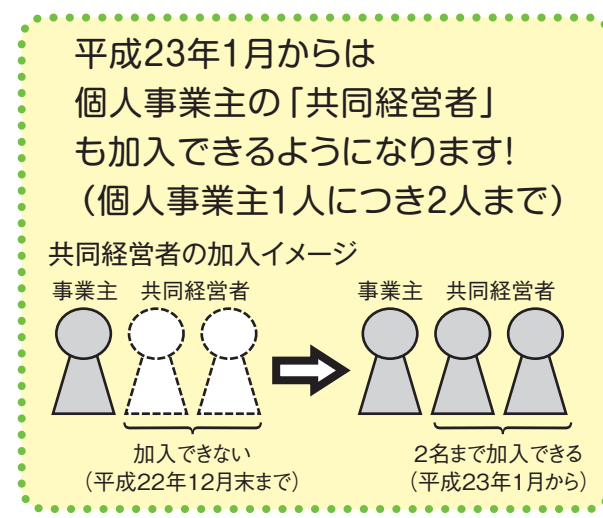 平成23年1月からは
個人事業主の「共同経営者」
も加入できるようになります!
（個人事業主1人につき2人まで）
共同経営者の加入イメージ
事業主 共同経営者
事業主 共同経営者
加入できない
（平成22年12月末まで）
2名まで加入できる
（平成23年1月から）